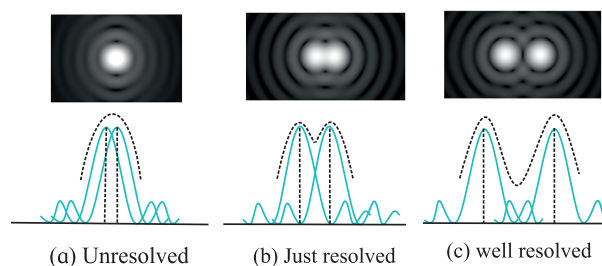 (a) Unresolved
(b) Just resolved
(c) well resolved